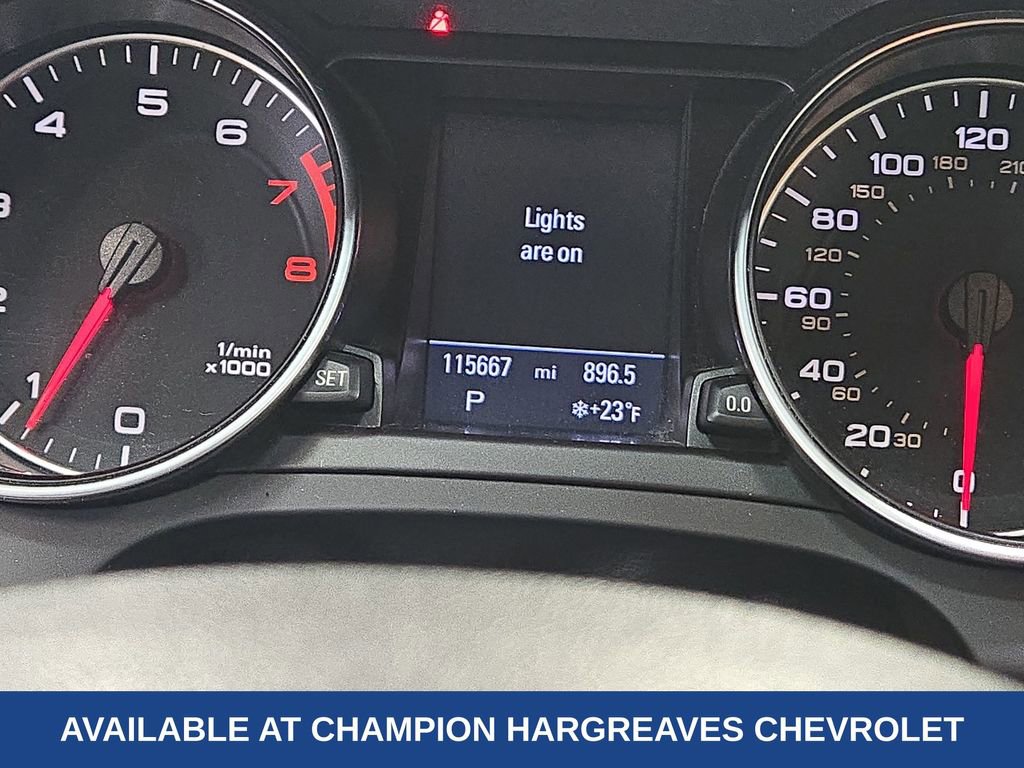 4
5
6
7
8
3
2
1
0
1/min
x1000
SET
Lights
are on
115667 mi 896.5
P ❄+23°F
0.0
120
100 180 210
150
80
120
60
90
40
60
20 30
0
AVAILABLE AT CHAMPION HARGREAVES CHEVROLET